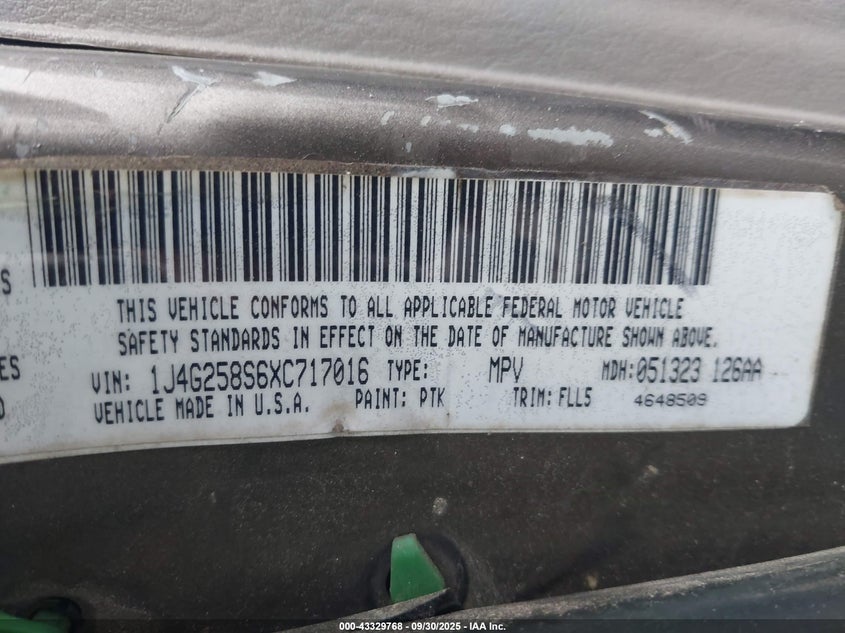 S
THIS VEHICLE CONFORMS TO ALL APPLICABLE FEDERAL MOTOR VEHICLE
SAFETY STANDARDS IN EFFECT ON THE DATE OF MANUFACTURE SHOWN ABOVE.
ES
VIN: 1J4G258S6XC717016 TYPE: MPV MDH:051323 126AA
VEHICLE MADE IN U.S.A. PAINT: PTK TRIM: FLL5 4648509
000-43329768 - 09/30/2025 - IAA Inc.